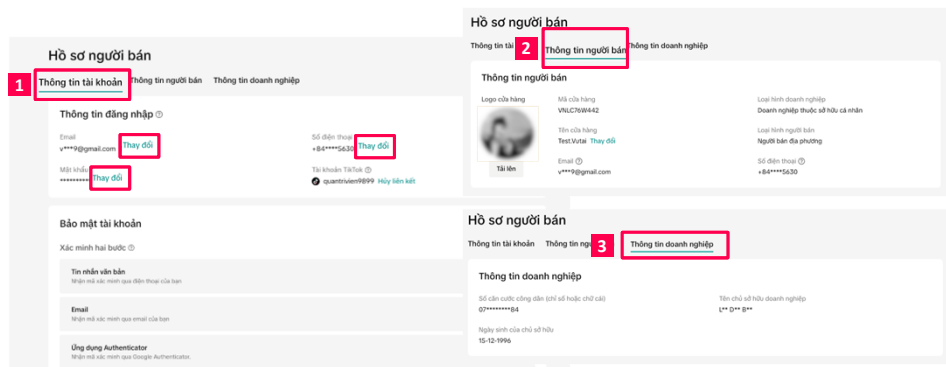 Hồ sơ người bán
1
Thông tin tài khoản
Thông tin người bán
Thông tin doanh nghiệp
Thông tin đăng nhập
Email
v***9@gmail.com Thay đổi
Số điện thoại
+84****5630 Thay đổi
Mật khẩu
********* Thay đổi
Tài khoản TikTok
quantrivien9899 Hủy liên kết
Bảo mật tài khoản
Xác minh hai bước
Tin nhắn văn bản
Nhận mã xác minh qua điện thoại của bạn
Email
Nhận mã xác minh qua email của bạn
Ứng dụng Authenticator
Nhận mã xác minh qua Google Authenticator.
Hồ sơ người bán
Thông tin tài
2
Thông tin người bán
Thông tin doanh nghiệp
Thông tin người bán
Logo cửa hàng
Tải lên
Mã cửa hàng
VNLC76W442
Loại hình doanh nghiệp
Doanh nghiệp thuộc sở hữu cá nhân
Tên cửa hàng
Test.Vutai Thay đổi
Loại hình người bán
Người bán địa phương
Email
v***9@gmail.com
Số điện thoại
+84****5630
Hồ sơ người bán
Thông tin tài khoản
Thông tin ngư
3
Thông tin doanh nghiệp
Thông tin doanh nghiệp
Số căn cước công dân (chỉ số hoặc chữ cái)
07********84
Tên chủ sở hữu doanh nghiệp
L** D** B**
Ngày sinh của chủ sở hữu
15-12-1996